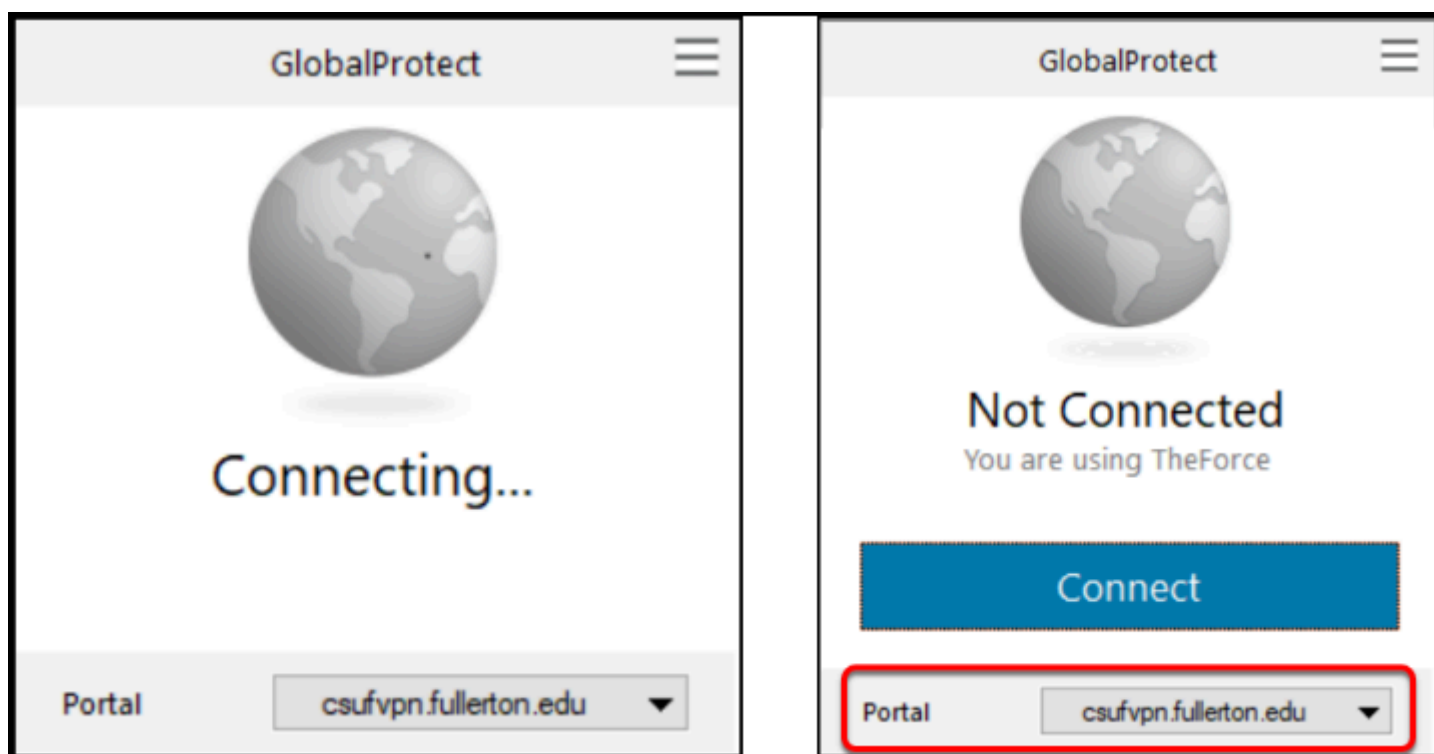 GlobalProtect
Connecting...
Portal csufvpn.fullerton.edu
GlobalProtect
Not Connected
You are using TheForce
Connect
Portal csufvpn.fullerton.edu